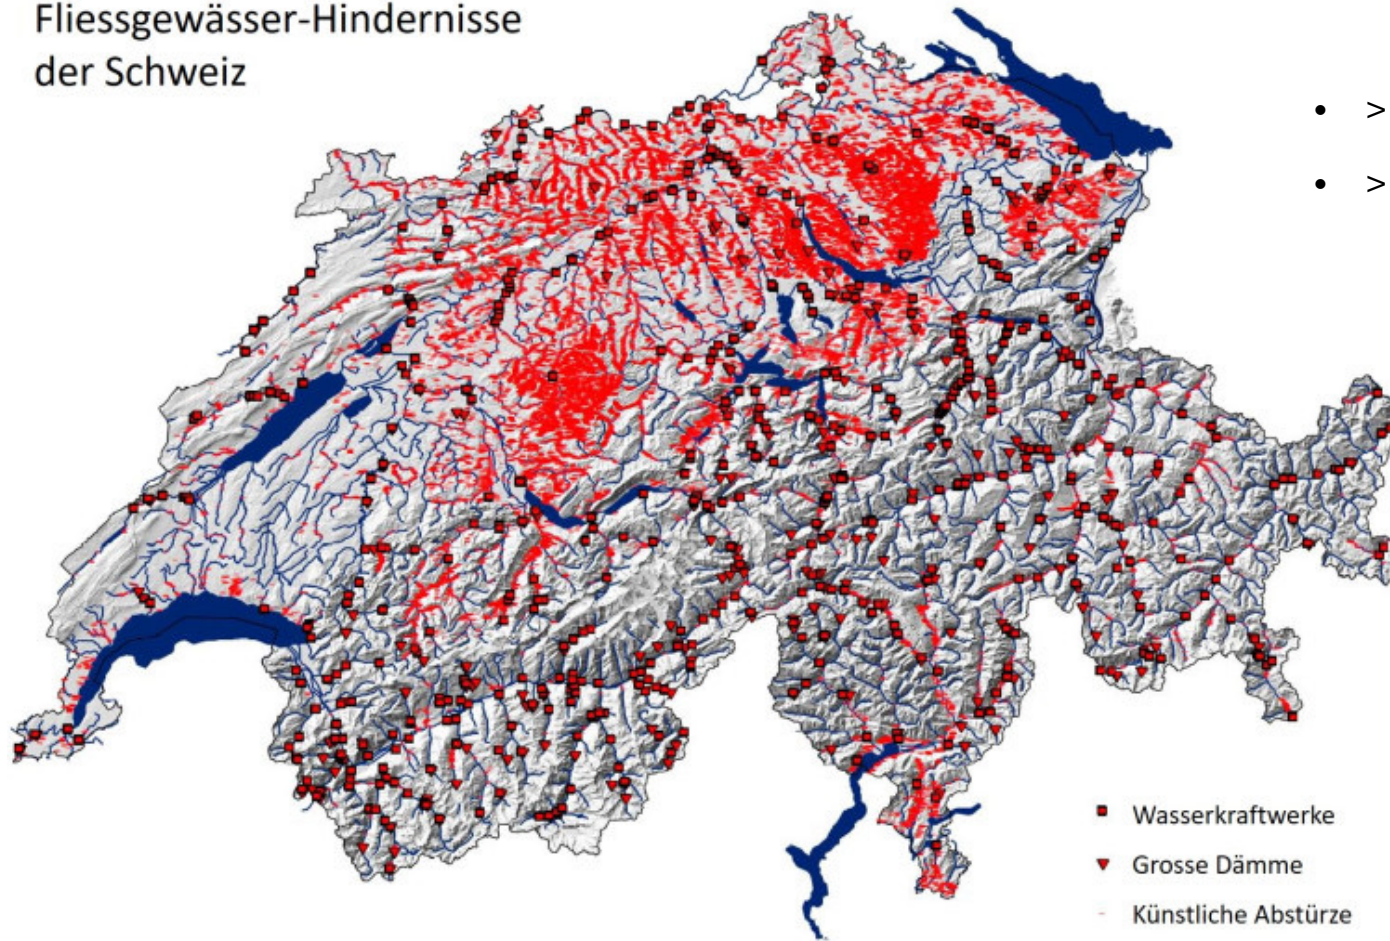 Fliessgewässer-Hindernisse
der Schweiz
• >
• >
Wasserkraftwerke
Grosse Dämme
Künstliche Abstürze